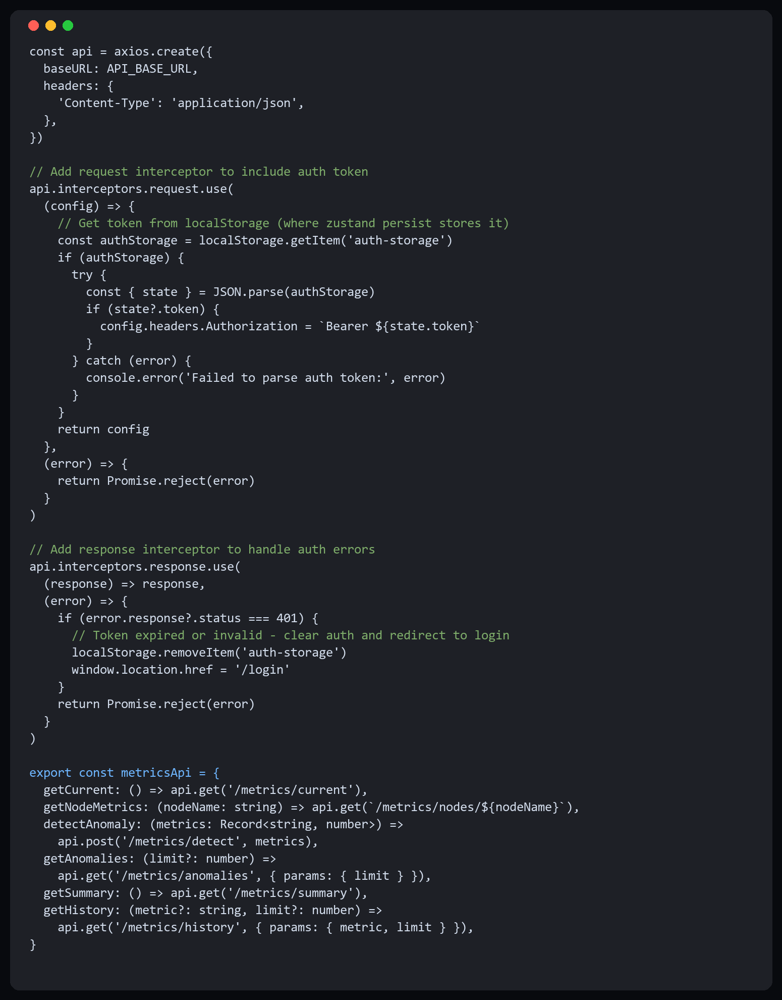 const api = axios.create({
  baseURL: API_BASE_URL,
  headers: {
    'Content-Type': 'application/json',
  },
})

// Add request interceptor to include auth token
api.interceptors.request.use(
  (config) => {
    // Get token from localStorage (where zustand persist stores it)
    const authStorage = localStorage.getItem('auth-storage')
    if (authStorage) {
      try {
        const { state } = JSON.parse(authStorage)
        if (state?.token) {
          config.headers.Authorization = `Bearer ${state.token}`
        }
      } catch (error) {
        console.error('Failed to parse auth token:', error)
      }
    }
    return config
  },
  (error) => {
    return Promise.reject(error)
  }
)

// Add response interceptor to handle auth errors
api.interceptors.response.use(
  (response) => response,
  (error) => {
    if (error.response?.status === 401) {
      // Token expired or invalid - clear auth and redirect to login
      localStorage.removeItem('auth-storage')
      window.location.href = '/login'
    }
    return Promise.reject(error)
  }
)

export const metricsApi = {
  getCurrent: () => api.get('/metrics/current'),
  getNodeMetrics: (nodeName: string) => api.get(`/metrics/nodes/${nodeName}`),
  detectAnomaly: (metrics: Record<string, number>) =>
    api.post('/metrics/detect', metrics),
  getAnomalies: (limit?: number) =>
    api.get('/metrics/anomalies', { params: { limit } }),
  getSummary: () => api.get('/metrics/summary'),
  getHistory: (metric?: string, limit?: number) =>
    api.get('/metrics/history', { params: { metric, limit } }),
}